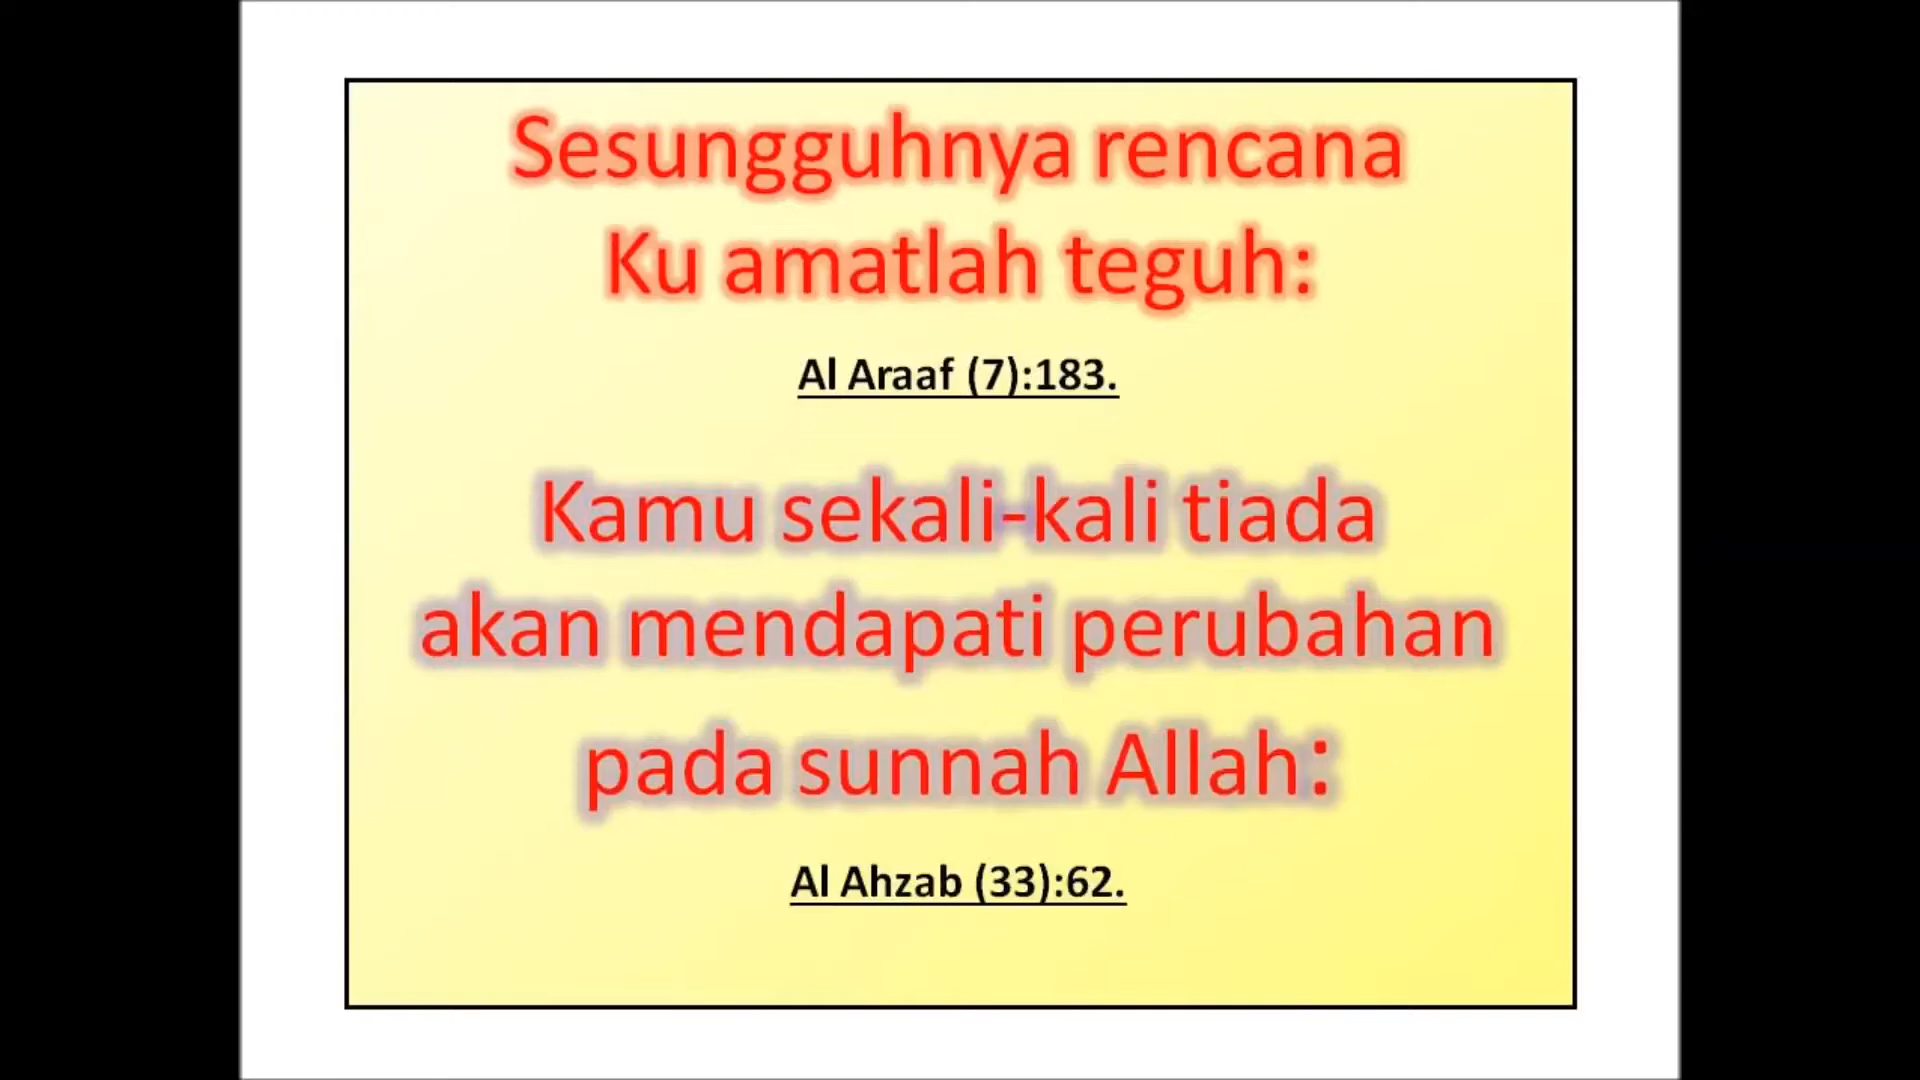 Sesungguhnya rencana
Ku amatlah teguh:
Al Araaf (7):183.
Kamu sekali-kali tiada
akan mendapati perubahan
pada sunnah Allah:
Al Ahzab (33):62.